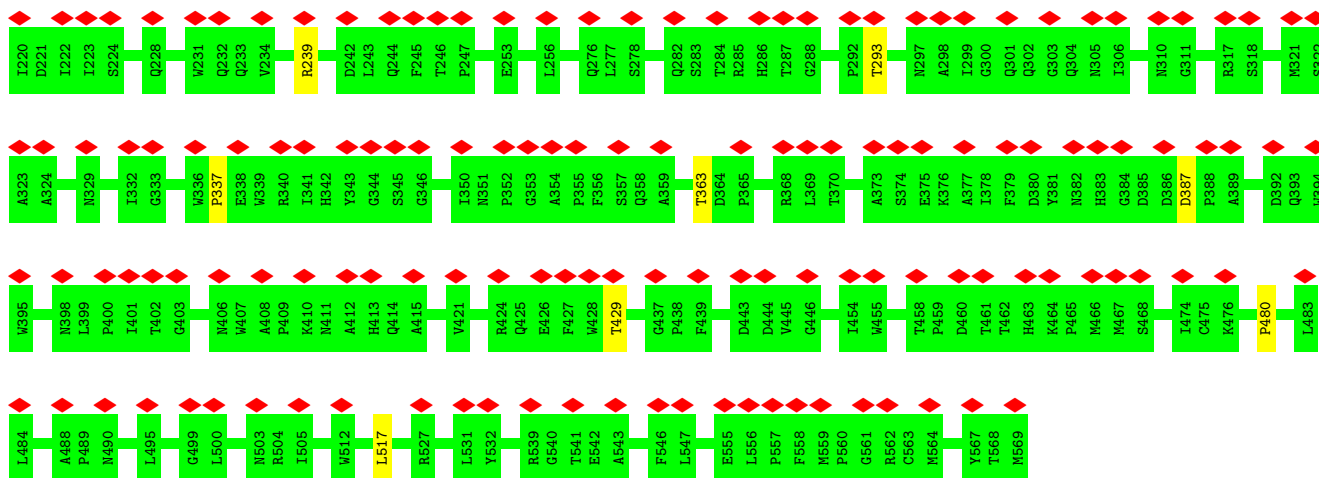 I220 D221 I222 I223 S224 Q228 W231 Q232 Q233 V234 R239 D242 L243 Q244 F245 T246 P247 E253 L256 Q276 L277 S278 Q282 S283 T284 R285 H286 T287 G288 P292 T293 N297 A298 I299 G300 Q301 Q302 G303 Q304 N305 I306 N310 G311 R317 S318 M321 S322
A323 A324 N329 I332 G333 W336 P337 E338 W339 R340 I341 H342 Y343 G344 S345 G346 I350 N351 P352 G353 A354 P355 F356 S357 Q358 A359 T363 D364 P365 R368 L369 T370 A373 S374 E375 K376 A377 I378 F379 D380 Y381 N382 H383 G384 D385 D386 D387 P388 A389 D392 Q393 W394
W395 N398 L399 P400 I401 T402 G403 N406 W407 A408 P409 K410 N411 A412 H413 Q414 A415 V421 R424 Q425 E426 F427 W428 T429 G437 P438 F439 D443 D444 V445 G446 I454 W455 T458 P459 D460 T461 T462 H463 K464 P465 M466 M467 S468 I474 C475 K476 P480 L483
L484 A488 P489 N490 L495 G499 L500 N503 R504 I505 W512 L517 R527 L531 Y532 R539 G540 T541 E542 A543 F546 L547 E555 L556 P557 F558 M559 P560 G561 R562 C563 M564 Y567 T568 M569